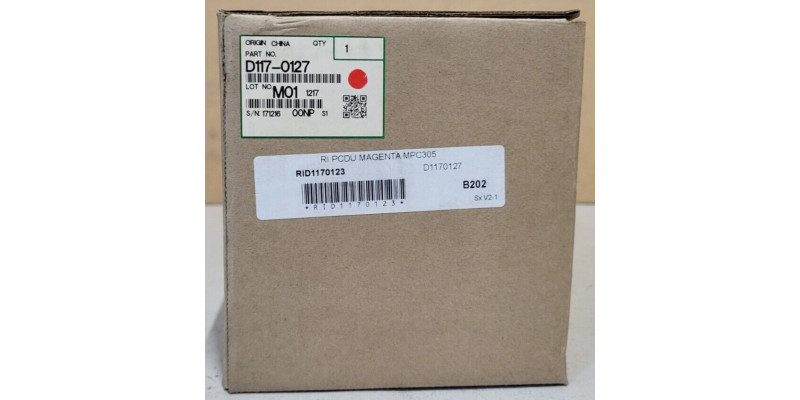 ORIGIN CHINA QTY 1
PART NO.
D117-0127
LOT NO. M01 1217
S/N: 171216 00NP S1
RI PCDU MAGENTA MPC305
RID1170123 D1170127
B202
*RID1170123*
Sx V2-1